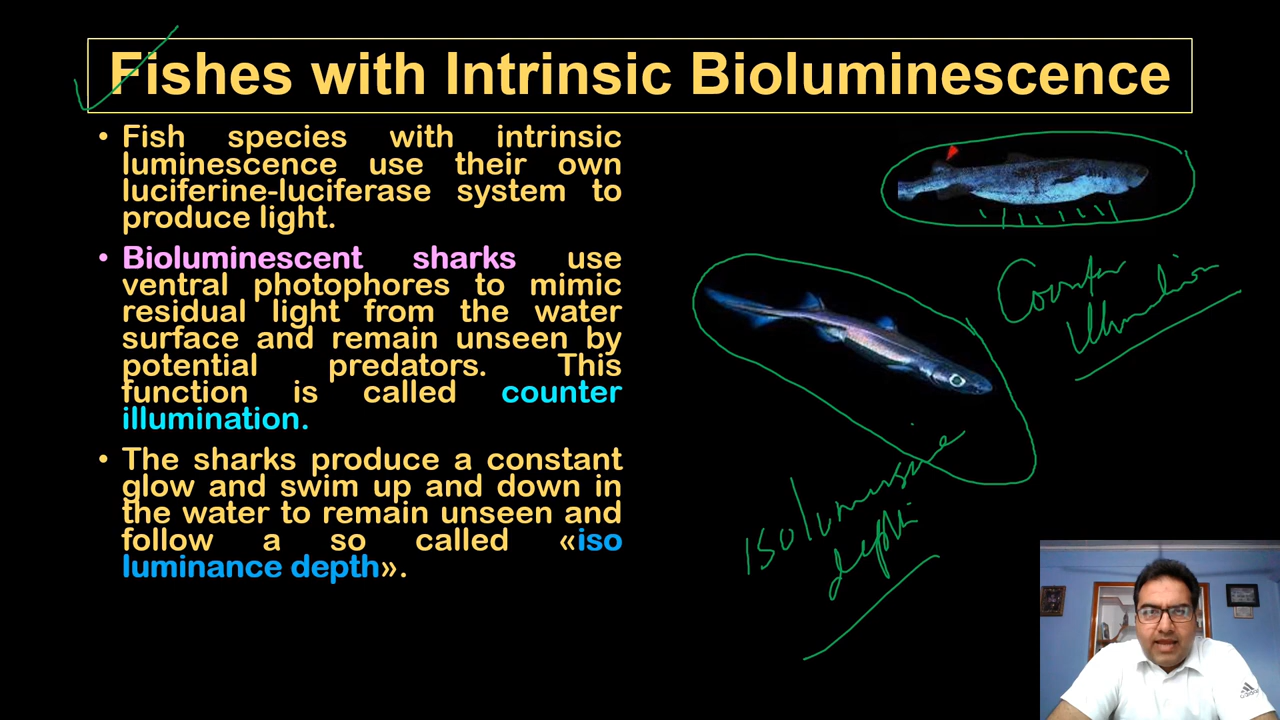 Fishes with Intrinsic Bioluminescence
• Fish species with intrinsic
luminescence use their own
luciferine-luciferase system to
produce light.
• Bioluminescent sharks use
ventral photophores to mimic
residual light from the water
surface and remain unseen by
potential predators. This
function is called counter
illumination.
• The sharks produce a constant
glow and swim up and down in
the water to remain unseen and
follow a so called «iso
luminance depth».
Counter
depth
adidas